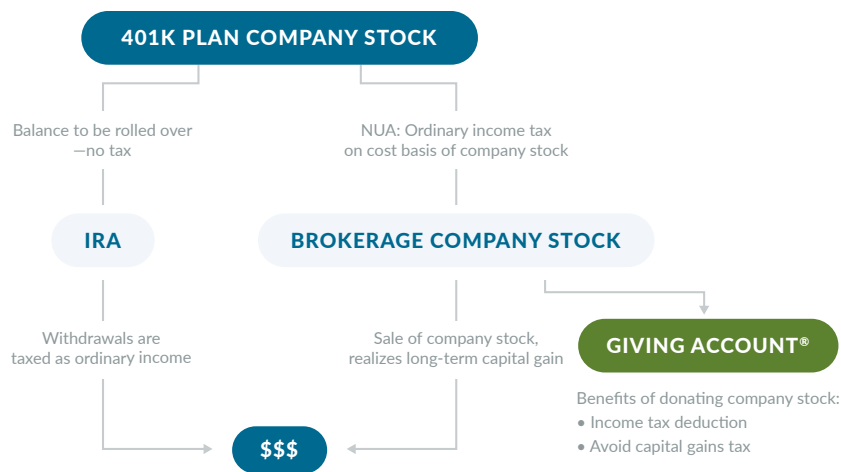 401K PLAN COMPANY STOCK
Balance to be rolled over
—no tax
NUA: Ordinary income tax
on cost basis of company stock
IRA
BROKERAGE COMPANY STOCK
Withdrawals are
taxed as ordinary income
Sale of company stock,
realizes long-term capital gain
GIVING ACCOUNT®
Benefits of donating company stock:
• Income tax deduction
• Avoid capital gains tax
$$$